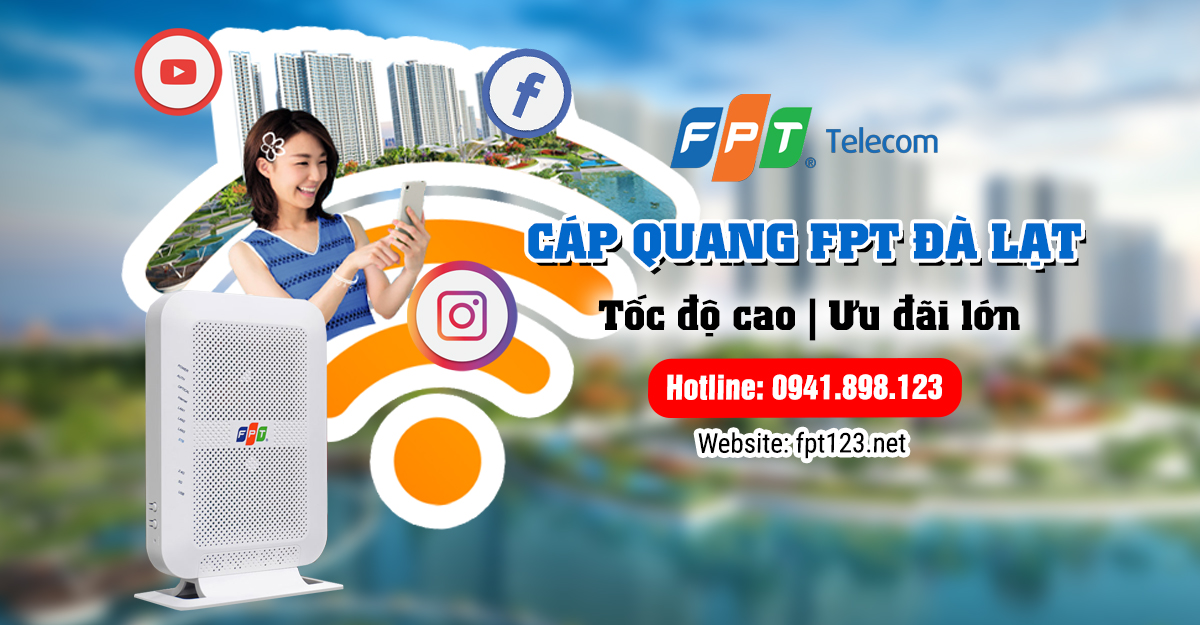 FPT® Telecom
CÁP QUANG FPT ĐÀ LẠT
Tốc độ cao | Ưu đãi lớn
Hotline: 0941.898.123
Website: fpt123.net
FPT